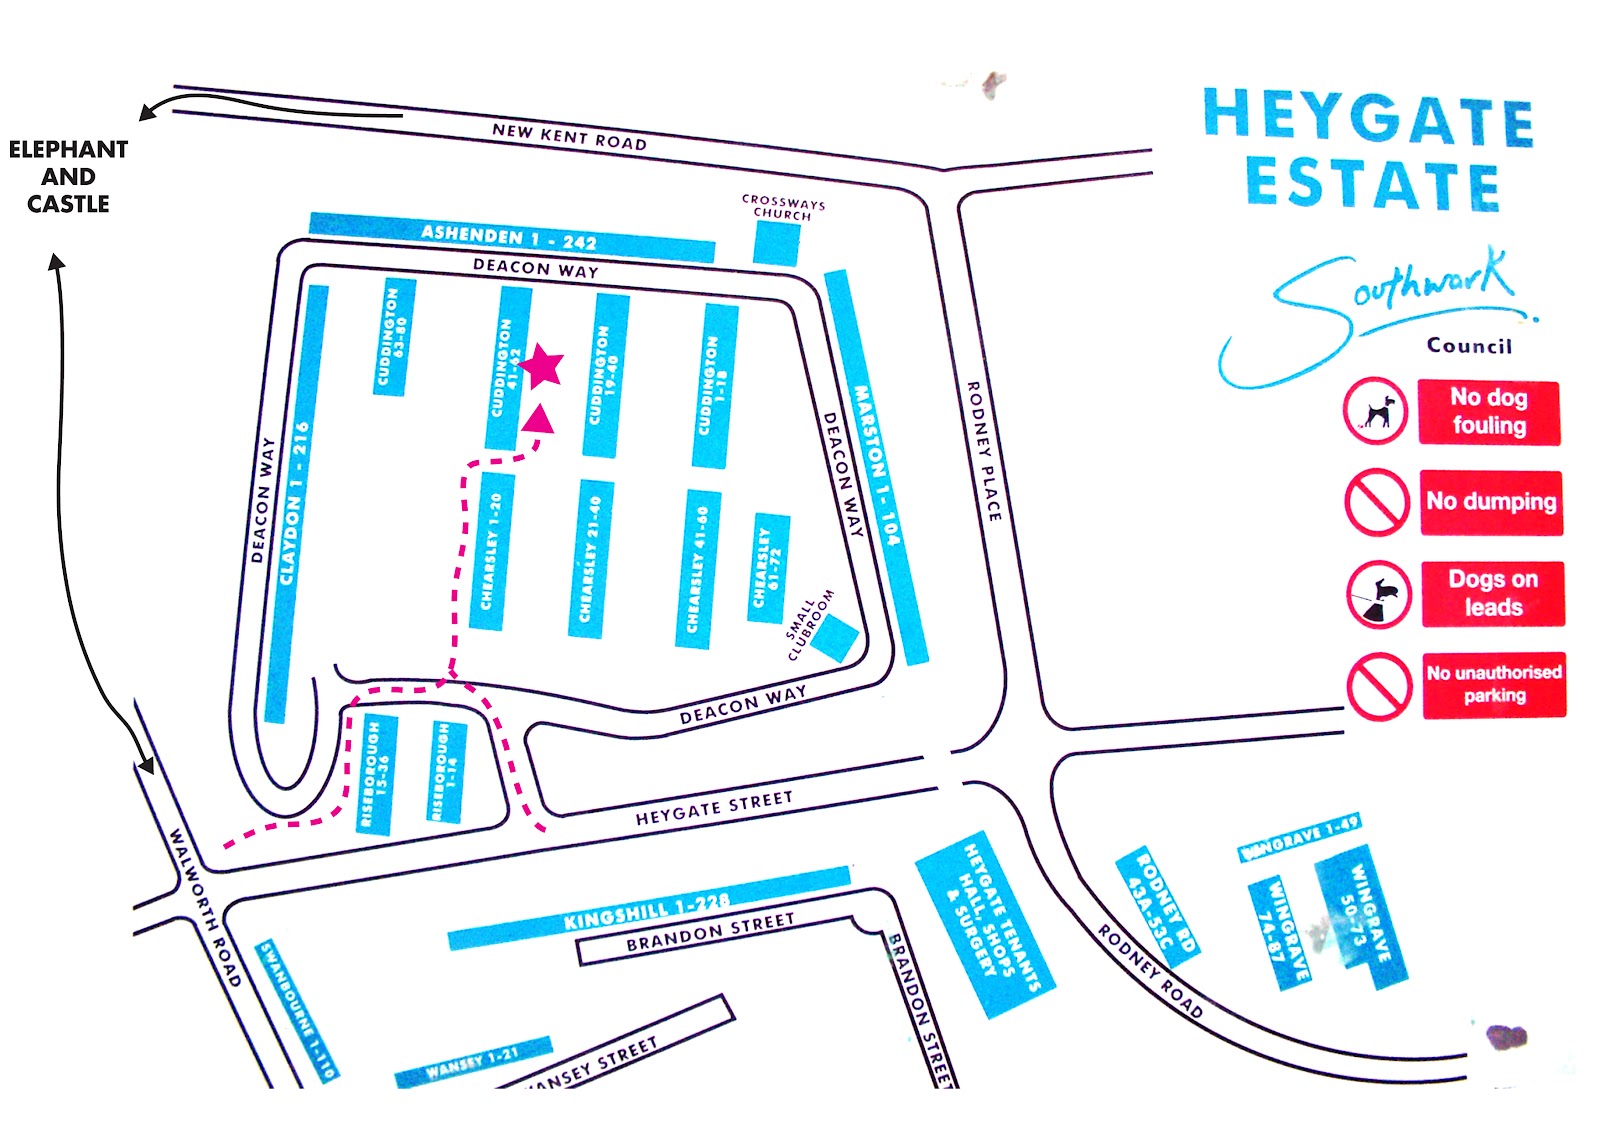 HEYGATE
ESTATE
Southwark
Council
No dog
fouling
No dumping
Dogs on
leads
No unauthorised
parking
ELEPHANT
AND
CASTLE
NEW KENT ROAD
CROSSWAYS
CHURCH
ASHENDEN 1 - 242
DEACON WAY
CUDDINGTON
63-80
CUDDINGTON
41-62
CUDDINGTON
19-40
CUDDINGTON
1-18
DEACON WAY
CLAYDON 1 - 216
DEACON WAY
MARSTON 1- 104
RODNEY PLACE
CHEARSLEY 1-20
CHEARSLEY 21-40
CHEARSLEY 41-60
CHEARSLEY
61-72
SMALL
CLUBROOM
DEACON WAY
RISEBOROUGH
15-36
RISEBOROUGH
1-14
HEYGATE STREET
WALWORTH ROAD
KINGSHILL 1-228
BRANDON STREET
BRANDON STREET
HEYGATE TENANTS
HALL, SHOPS
& SURGERY
RODNEY RD
43A-53C
WINGRAVE 1-49
WINGRAVE
74-87
WINGRAVE
50-73
RODNEY ROAD
SWANBOURNE 1-110
WANSEY 1-21
WANSEY STREET